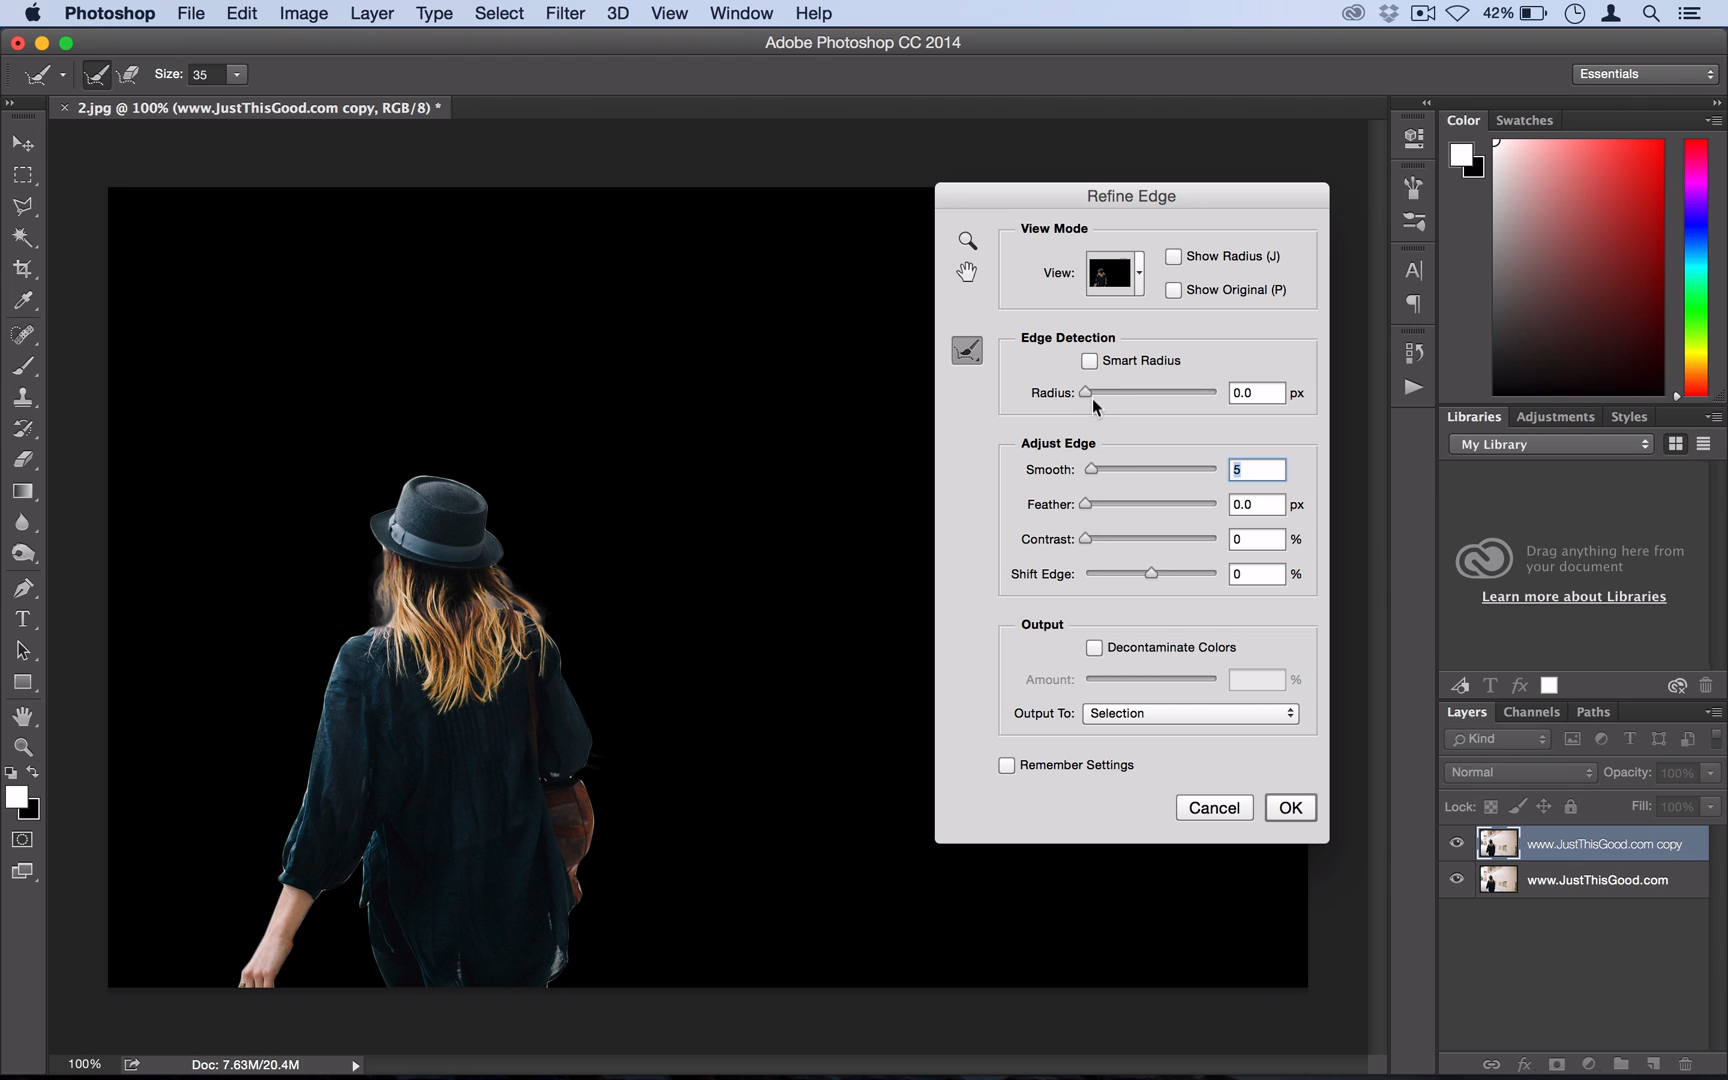 Photoshop File Edit Image Layer Type Select Filter 3D View Window Help 42%
Adobe Photoshop CC 2014
Size: 35 Essentials
× 2.jpg @ 100% (www.JustThisGood.com copy, RGB/8) *
Color Swatches
Refine Edge
View Mode
View:
Show Radius (J)
Show Original (P)
Edge Detection
Smart Radius
Radius: 0.0 px
Adjust Edge
Smooth: 5
Feather: 0.0 px
Contrast: 0 %
Shift Edge: 0 %
Output
Decontaminate Colors
Amount: %
Output To: Selection
Remember Settings
Cancel OK
Libraries Adjustments Styles
My Library
Drag anything here from
your document
Learn more about Libraries
T fx
Layers Channels Paths
Kind
Normal Opacity: 100%
Lock: Fill: 100%
www.JustThisGood.com copy
www.JustThisGood.com
100% Doc: 7.63M/20.4M
fx